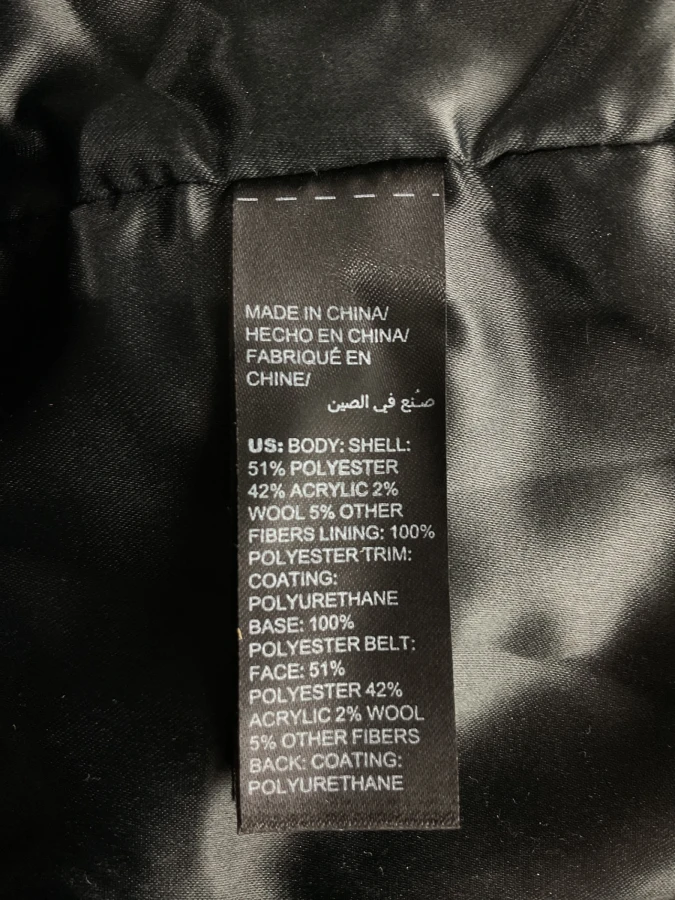 MADE IN CHINA/
HECHO EN CHINA/
FABRIQUÉ EN
CHINE/
صُنع في الصين
US: BODY: SHELL:
51% POLYESTER
42% ACRYLIC 2%
WOOL 5% OTHER
FIBERS LINING: 100%
POLYESTER TRIM:
COATING:
POLYURETHANE
BASE: 100%
POLYESTER BELT:
FACE: 51%
POLYESTER 42%
ACRYLIC 2% WOOL
5% OTHER FIBERS
BACK: COATING:
POLYURETHANE